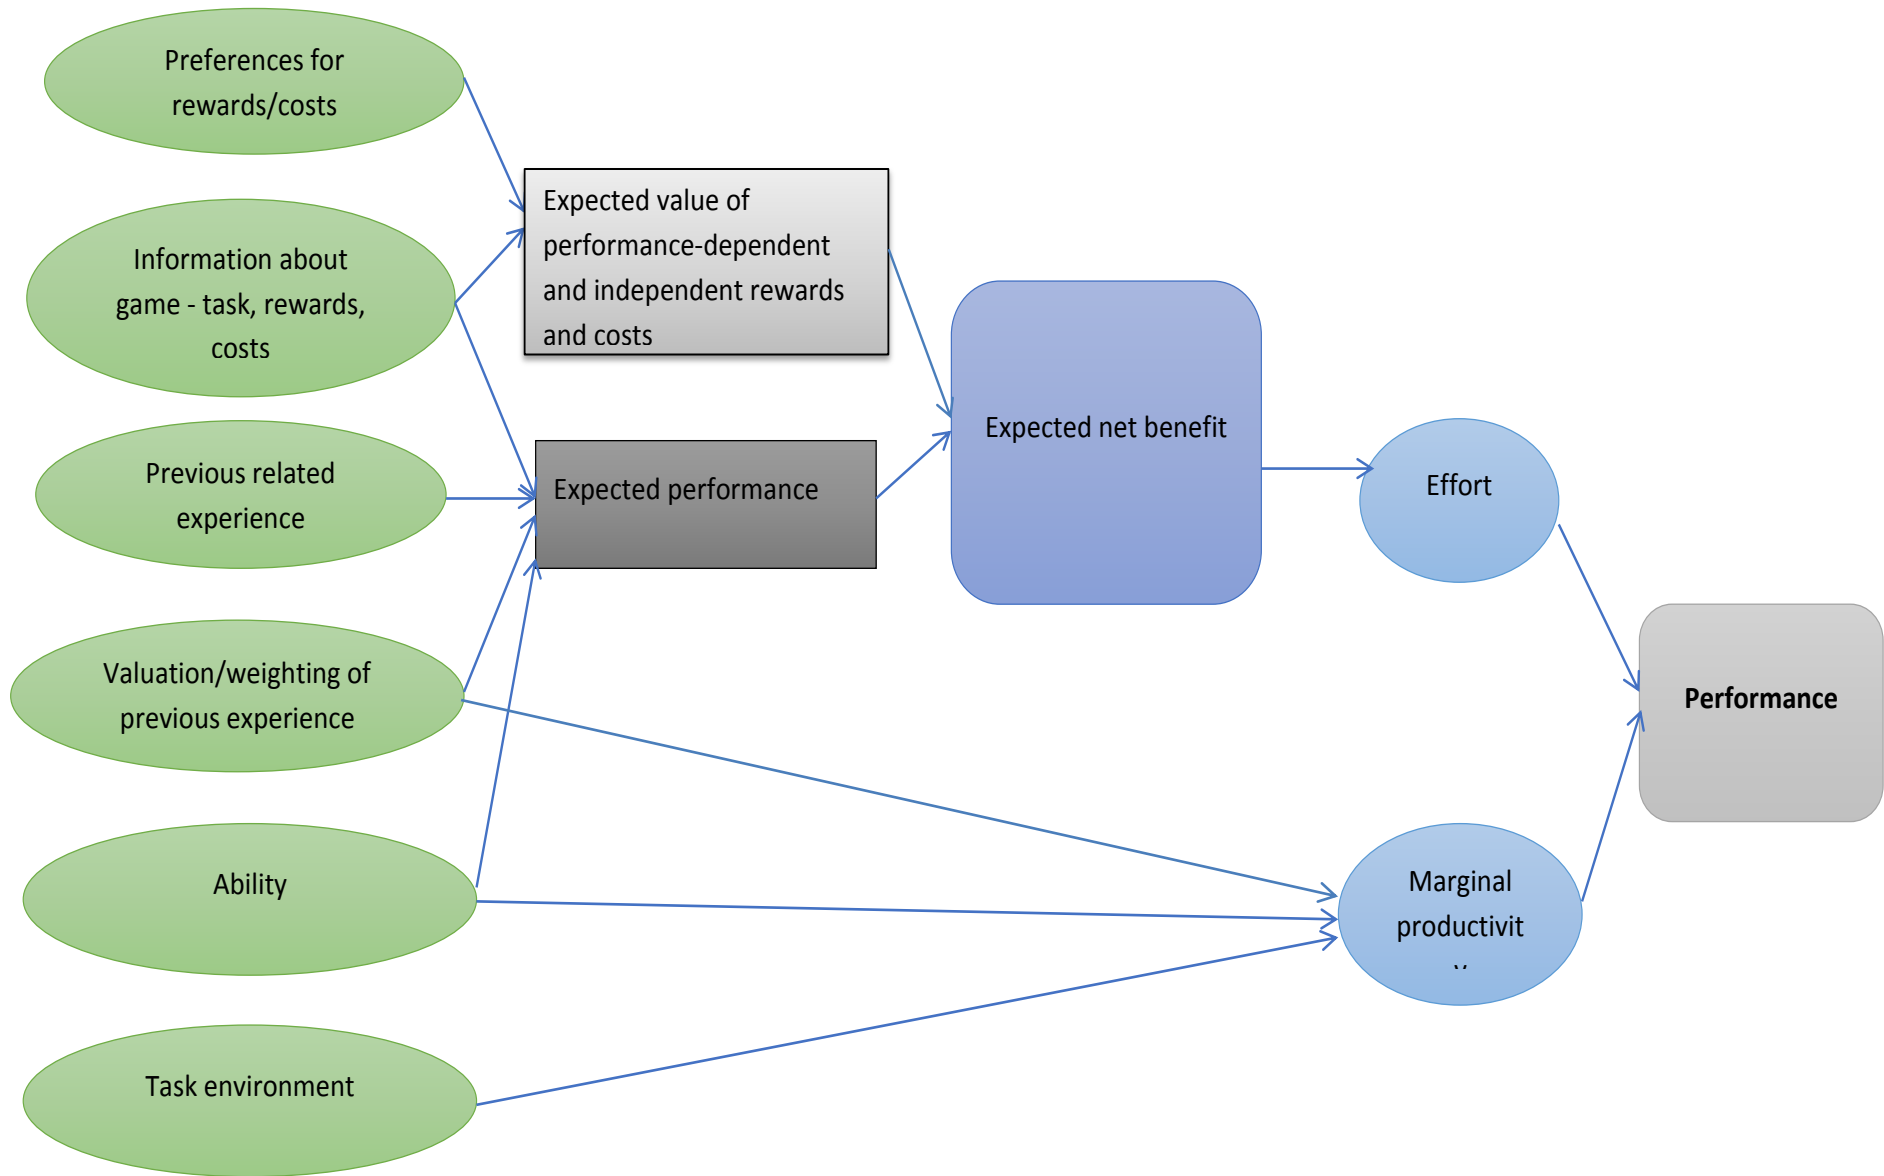 Preferences for
rewards/costs
Information about
game - task, rewards,
costs
Previous related
experience
Valuation/weighting of
previous experience
Ability
Task environment
Expected value of
performance-dependent
and independent rewards
and costs
Expected performance
Expected net benefit
Effort
Marginal
productivit
y
Performance